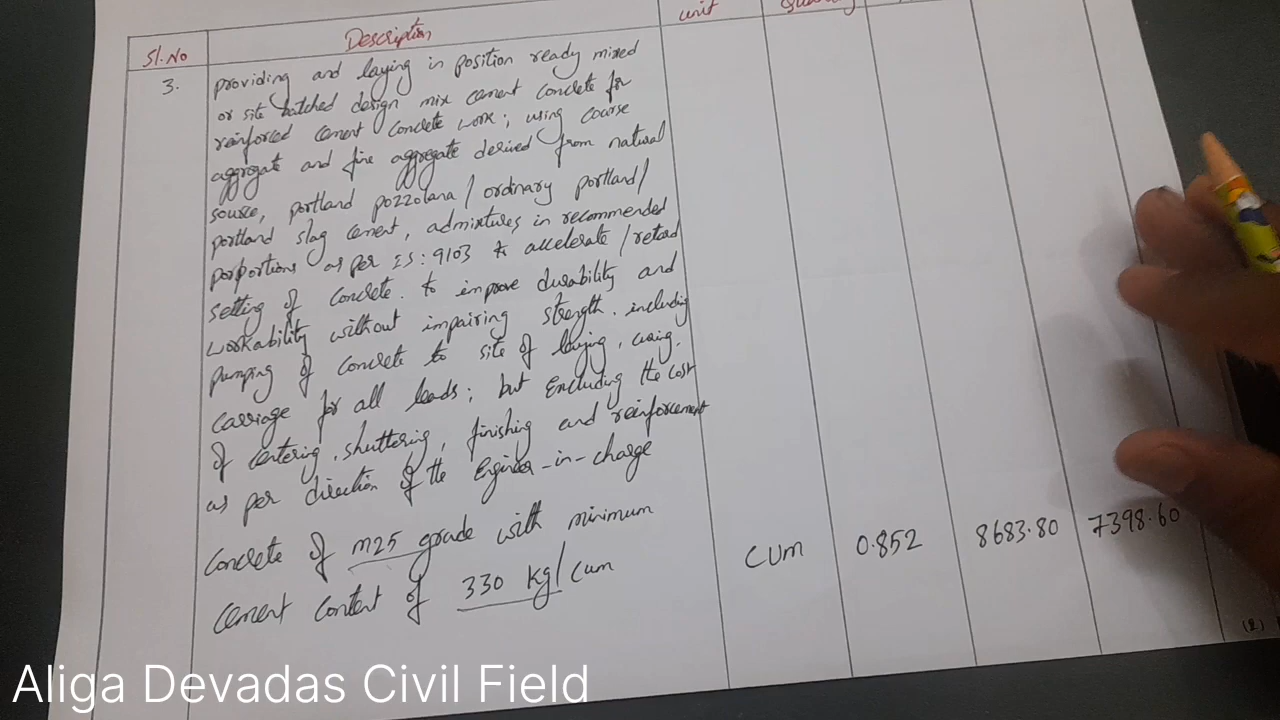 Sl.No Description unit Quantity
3. providing and laying in position ready mixed
or site batched design mix cement concrete for
reinforced cement concrete work; using coarse
aggregate and fine aggregate derived from natural
source, portland pozzolana / ordinary portland/
portland slag cement, admixtures in recommended
porportions as per IS: 9103 to accelerate / retard
setting of concrete. to improve durability and
workability without impairing strength. including
pumping of concrete to site of laying, curing.
carriage for all leads; but Excluding the cost
of centering, shuttering, finishing and reinforcement
as per direction of the Engineer-in-charge
Concrete of M25 grade with minimum
cement content of 330 kg/cum CUM 0.852 8683.80 7398.60
(2)
Aliga Devadas Civil Field